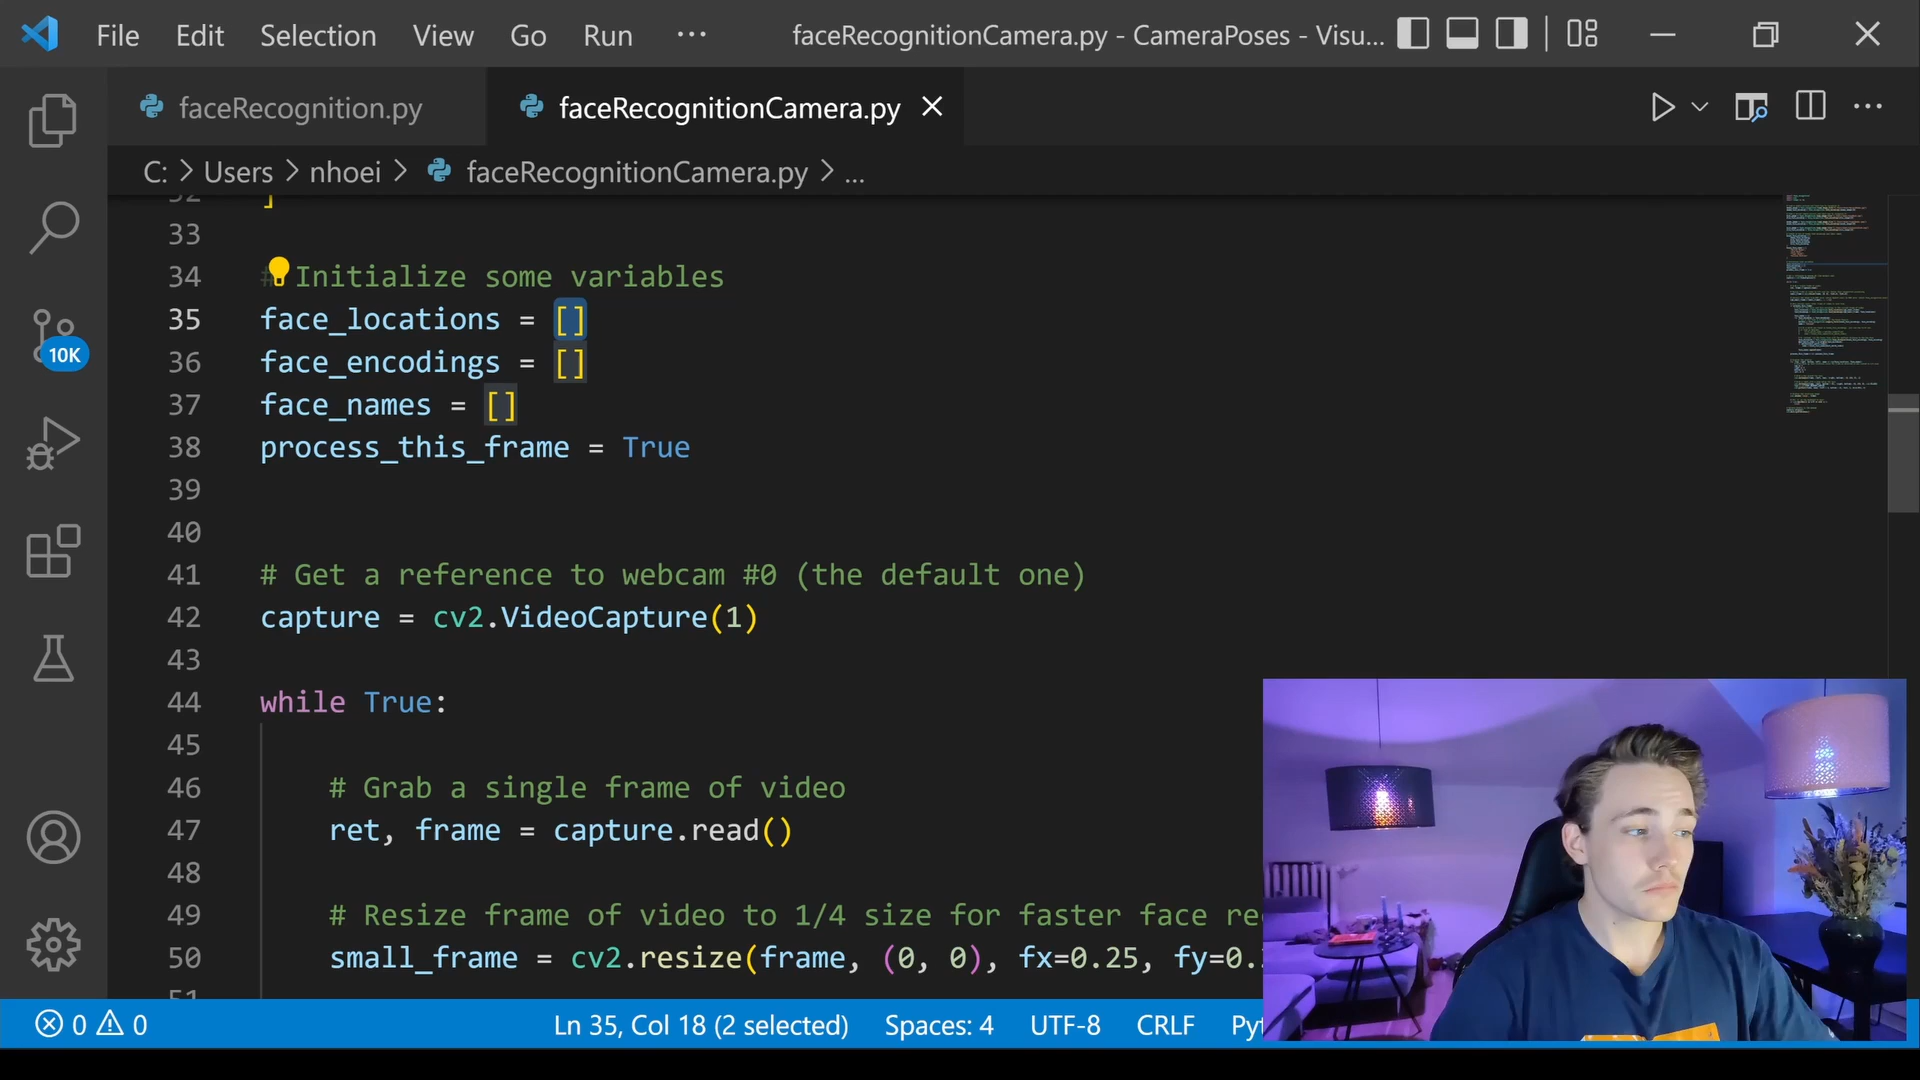 File Edit Selection View Go Run ··· faceRecognitionCamera.py - CameraPoses - Visu...
faceRecognition.py faceRecognitionCamera.py
C: > Users > nhoei > faceRecognitionCamera.py > ...
32 ]
33
34 # Initialize some variables
35 face_locations = []
36 face_encodings = []
37 face_names = []
38 process_this_frame = True
39
40
41 # Get a reference to webcam #0 (the default one)
42 capture = cv2.VideoCapture(1)
43
44 while True:
45
46 # Grab a single frame of video
47 ret, frame = capture.read()
48
49 # Resize frame of video to 1/4 size for faster face re
50 small_frame = cv2.resize(frame, (0, 0), fx=0.25, fy=0.
51
10K
0 0 Ln 35, Col 18 (2 selected) Spaces: 4 UTF-8 CRLF Py